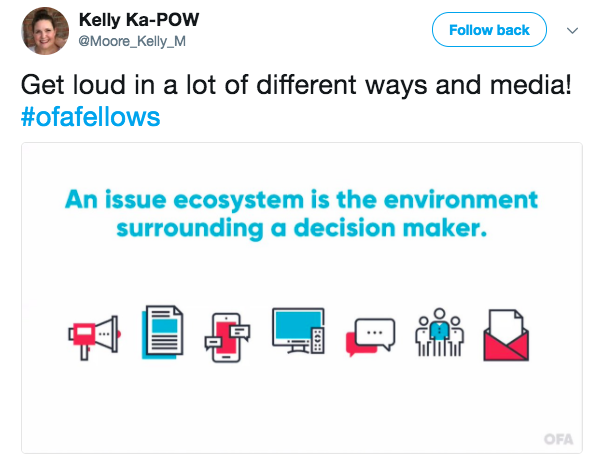 Kelly Ka-POW
@Moore_Kelly_M
Follow back
Get loud in a lot of different ways and media!
#ofafellows
An issue ecosystem is the environment
surrounding a decision maker.
OFA